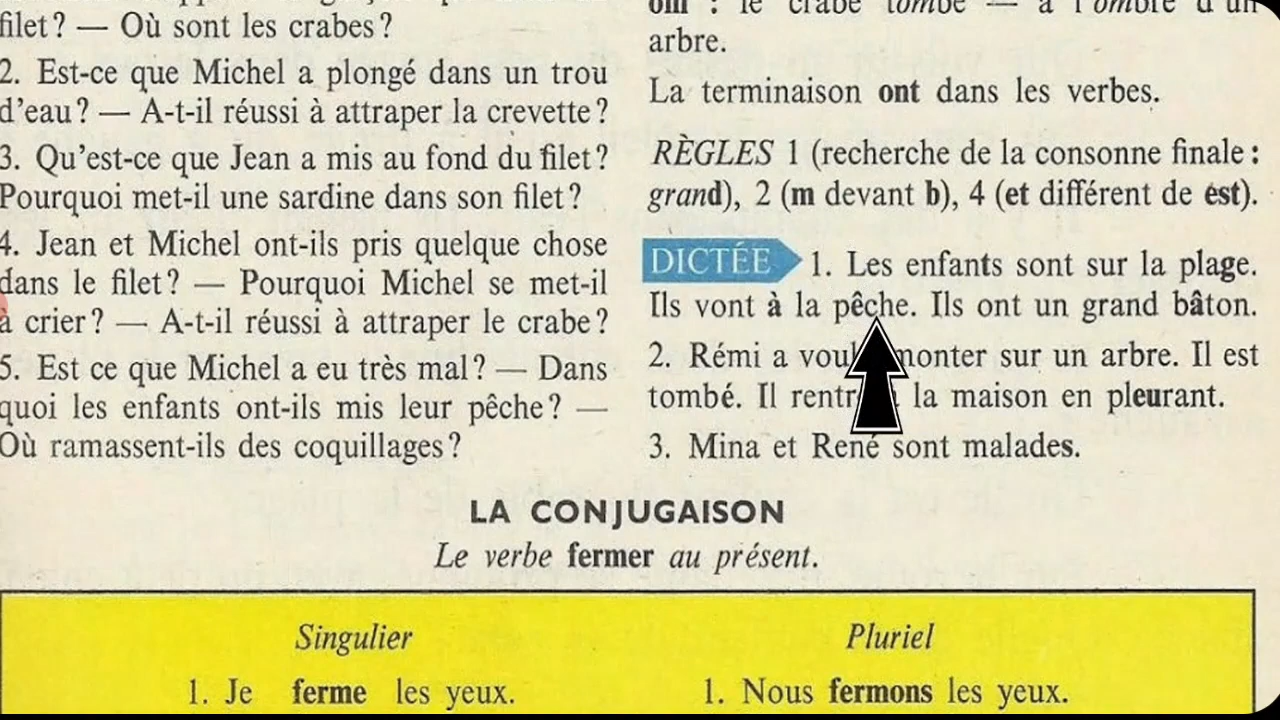 filet? — Où sont les crabes?
2. Est-ce que Michel a plongé dans un trou
d'eau? — A-t-il réussi à attraper la crevette?
3. Qu'est-ce que Jean a mis au fond du filet?
Pourquoi met-il une sardine dans son filet?
4. Jean et Michel ont-ils pris quelque chose
dans le filet? — Pourquoi Michel se met-il
à crier? — A-t-il réussi à attraper le crabe?
5. Est ce que Michel a eu très mal? — Dans
quoi les enfants ont-ils mis leur pêche? —
Où ramassent-ils des coquillages?
om : le crabe tombe — à l'ombre d'un
arbre.
La terminaison ont dans les verbes.
RÈGLES 1 (recherche de la consonne finale :
grand), 2 (m devant b), 4 (et différent de est).
DICTÉE 1. Les enfants sont sur la plage.
Ils vont à la pêche. Ils ont un grand bâton.
2. Rémi a monter sur un arbre. Il est
tombé. Il la maison en pleurant.
3. Mina et René sont malades.
LA CONJUGAISON
Le verbe fermer au présent.
Singulier
1. Je ferme les yeux.
Pluriel
1. Nous fermons les yeux.